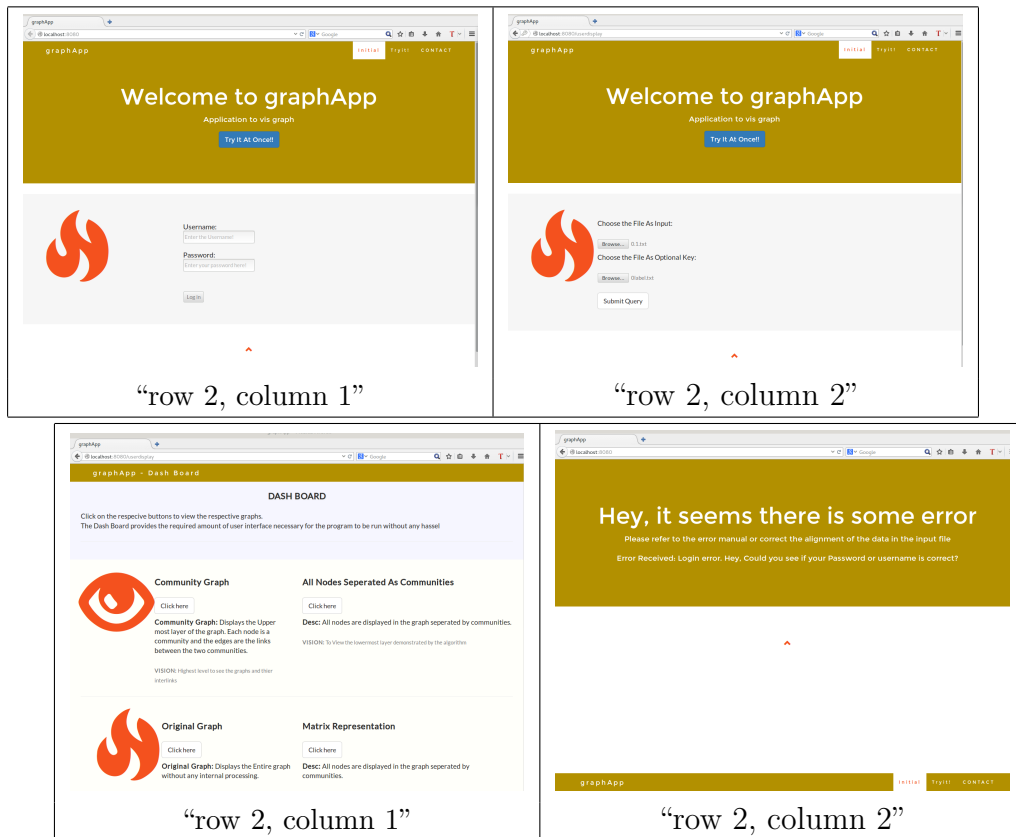 graphApp
localhost:8080
Google
graphApp
Initial TryIt! CONTACT
Welcome to graphApp
Application to vis graph
Try It At Once!!
Username:
Enter the Username!
Password:
Enter your password here!
Log in
“row 2, column 1”
graphApp
localhost:8080/userdisplay
Google
graphApp
Initial TryIt! CONTACT
Welcome to graphApp
Application to vis graph
Try It At Once!!
Choose the File As Input:
Browse... 0.1.txt
Choose the File As Optional Key:
Browse... 0label.txt
Submit Query
“row 2, column 2”
graphApp
localhost:8080/userdisplay
Google
graphApp - Dash Board
DASH BOARD
Click on the respecive buttons to view the respective graphs.
The Dash Board provides the required amount of user interface necessary for the program to be run without any hassel
Community Graph
Click here
Community Graph: Displays the Upper
most layer of the graph. Each node is a
community and the edges are the links
between the two communities.
VISION: Highest level to see the graphs and thier
interlinks
All Nodes Seperated As Communities
Click here
Desc: All nodes are displayed in the graph seperated by communities.
VISION: To View the lowermost layer demonstrated by the algorithm
Original Graph
Click here
Original Graph: Displays the Entire graph
without any internal processing.
Matrix Representation
Click here
Desc: All nodes are displayed in the graph seperated by
communities.
“row 2, column 1”
graphApp
localhost:8080
Google
Hey, it seems there is some error
Please refer to the error manual or correct the alignment of the data in the input file
Error Received: Login error. Hey, Could you see if your Password or username is correct?
graphApp
Initial TryIt! CONTACT
“row 2, column 2”